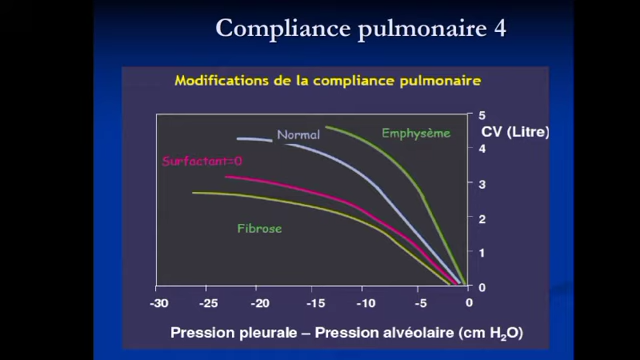 Compliance pulmonaire 4
Modifications de la compliance pulmonaire
5
Normal
Emphysème
CV (Litre)
4
Surfactant=0
3
2
Fibrose
1
0
-30 -25 -20 -15 -10 -5 0
Pression pleurale – Pression alvéolaire (cm H₂O)